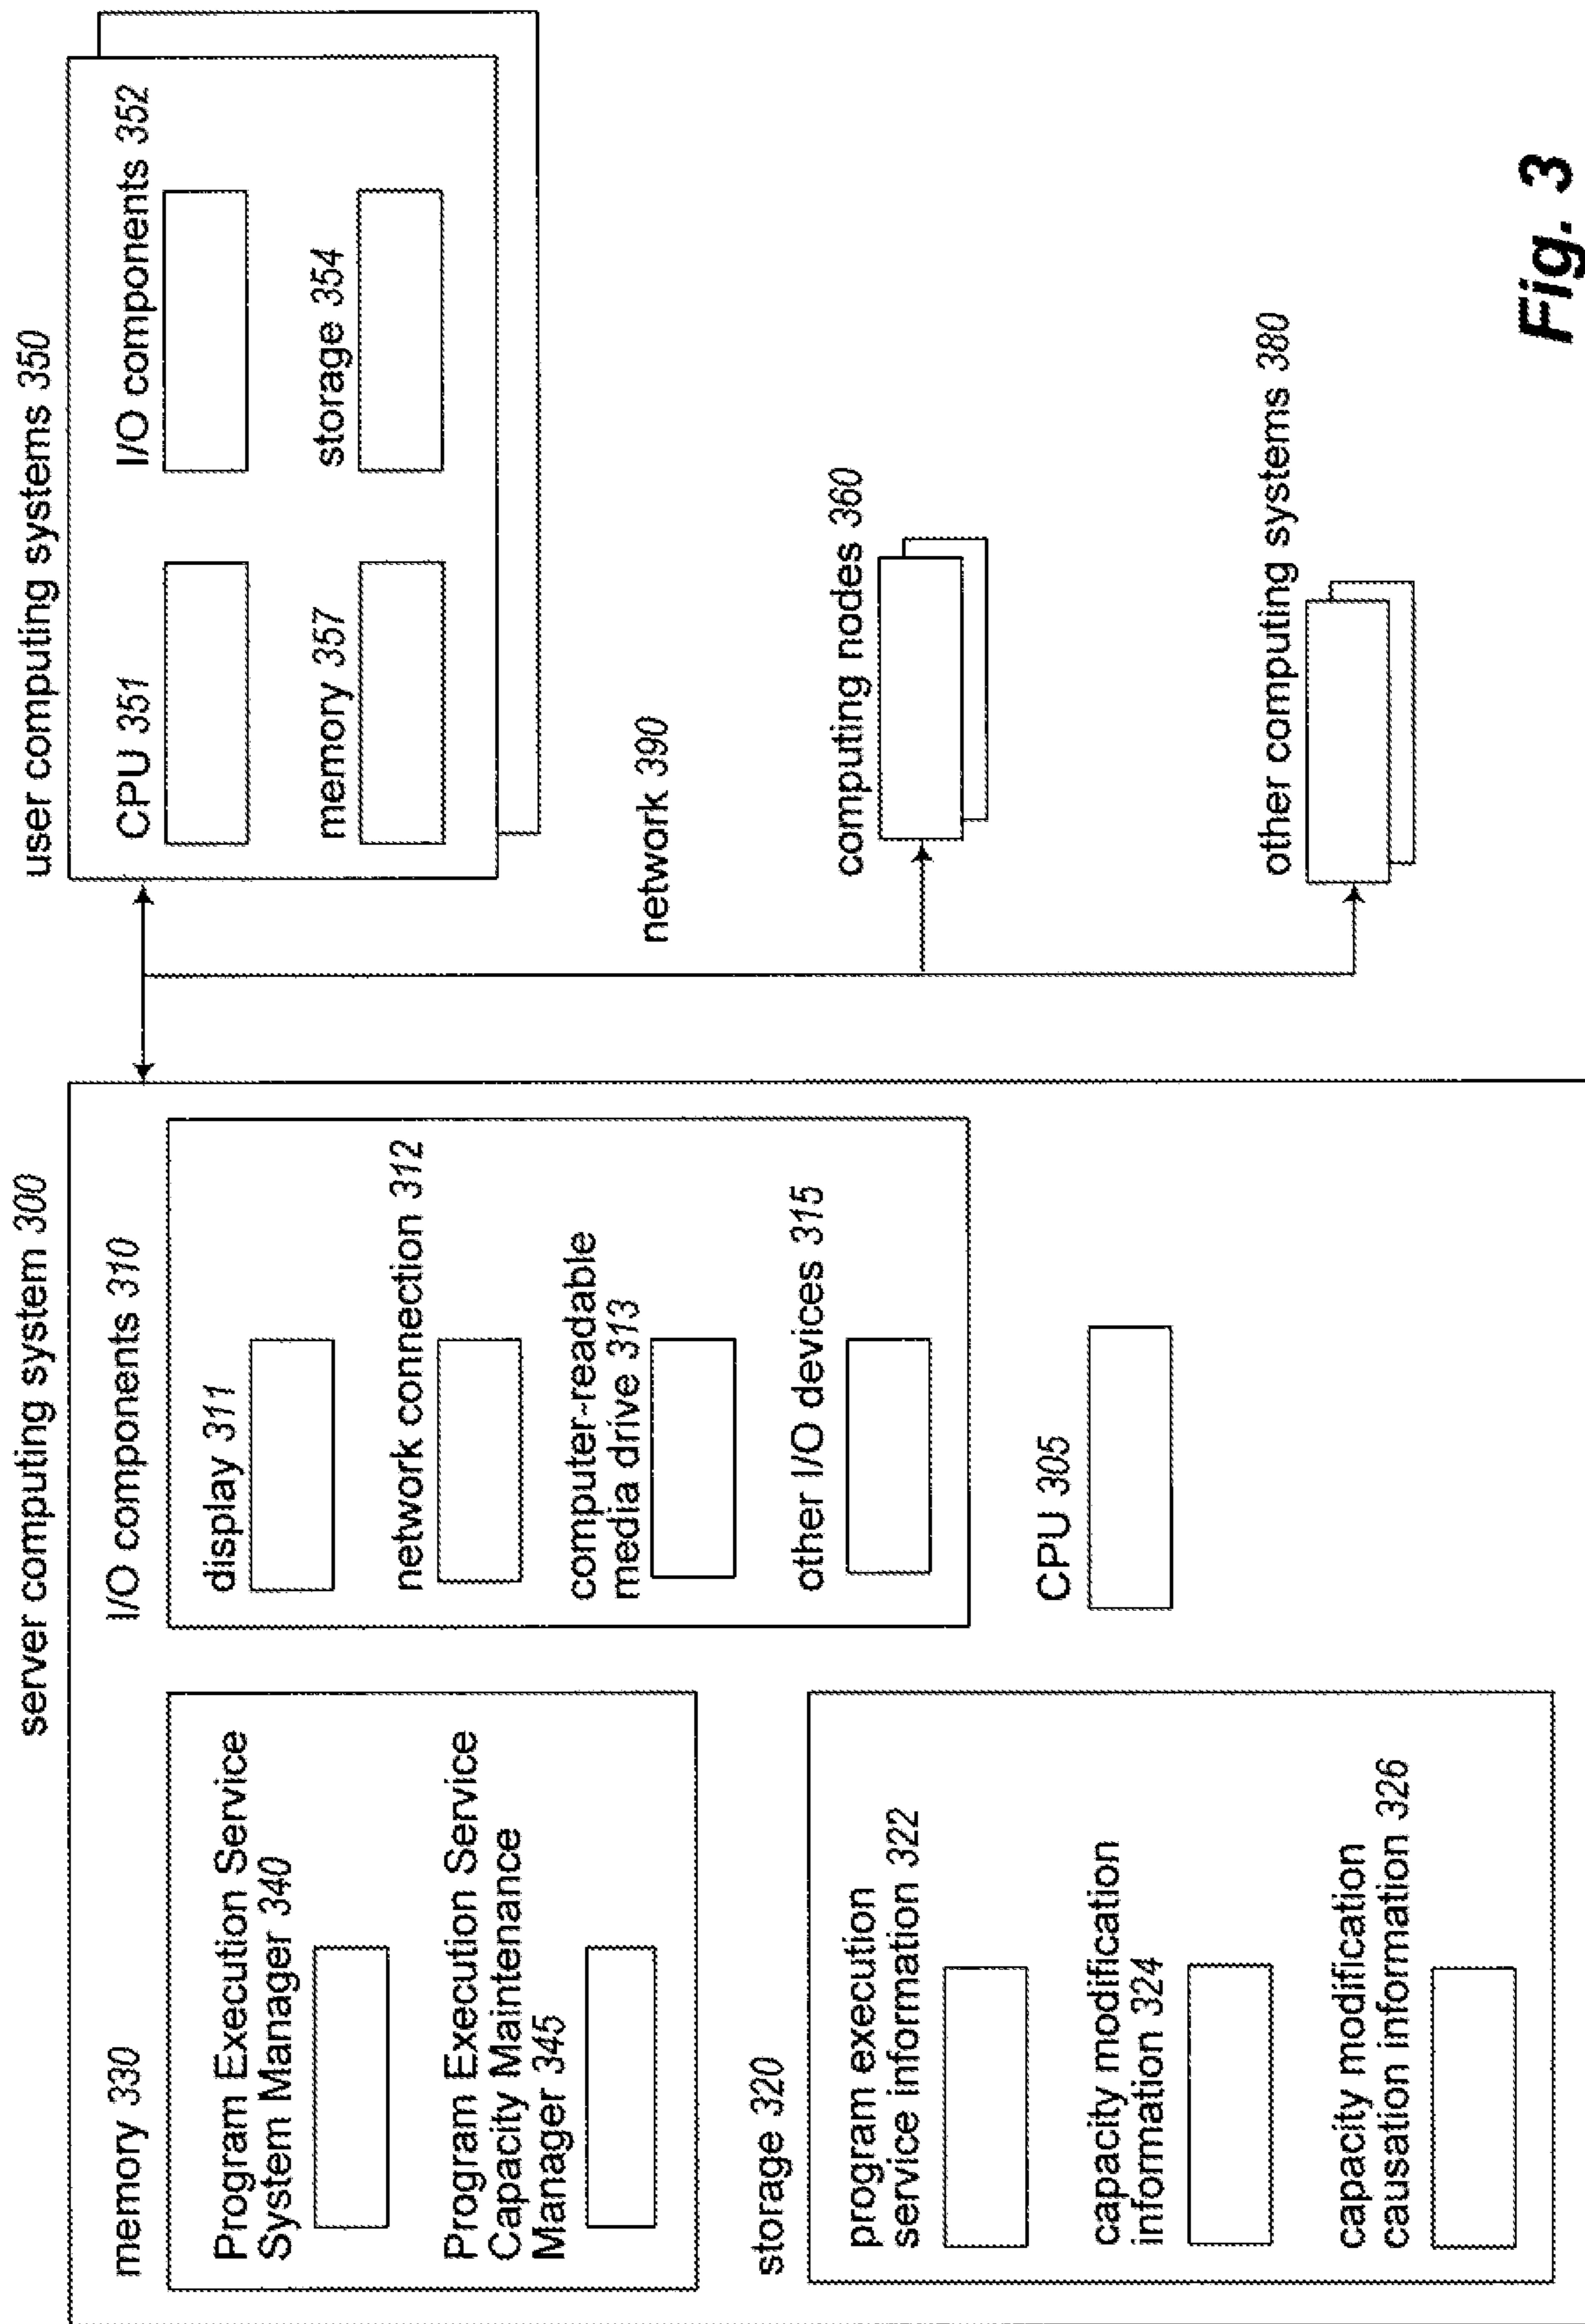 server computing system 300
memory 330
Program Execution Service
System Manager 340
Program Execution Service
Capacity Maintenance
Manager 345
storage 320
program execution
service information 322
capacity modification
information 324
capacity modification
causation information 326
I/O components 310
display 311
network connection 312
computer-readable
media drive 313
other I/O devices 315
CPU 305
user computing systems 350
CPU 351
I/O components 352
memory 357
storage 354
network 390
computing nodes 360
other computing systems 380
Fig. 3